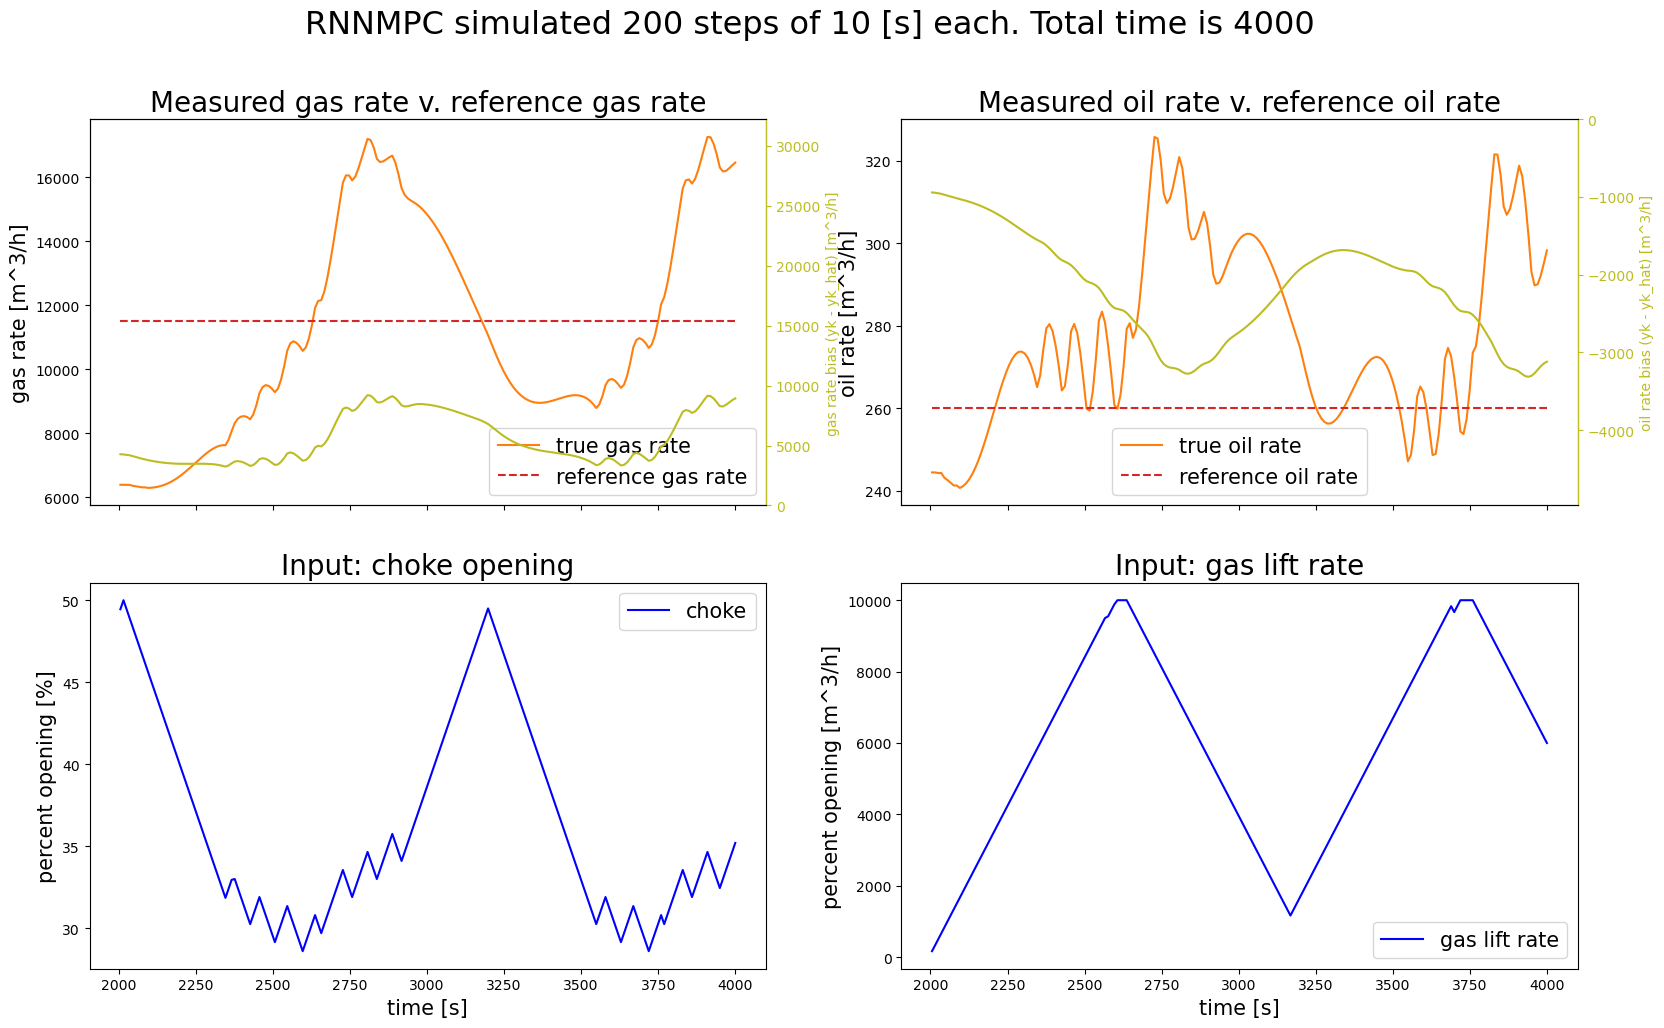 RNNMPC simulated 200 steps of 10 [s] each. Total time is 4000
Measured gas rate v. reference gas rate
gas rate [m^3/h]
16000
14000
12000
10000
8000
6000
30000
25000
20000
15000
10000
5000
0
gas rate bias (yk - yk_hat) [m^3/h]
true gas rate
reference gas rate
Measured oil rate v. reference oil rate
oil rate [m^3/h]
320
300
280
260
240
0
−1000
−2000
−3000
−4000
oil rate bias (yk - yk_hat) [m^3/h]
true oil rate
reference oil rate
Input: choke opening
percent opening [%]
50
45
40
35
30
choke
2000 2250 2500 2750 3000 3250 3500 3750 4000
time [s]
Input: gas lift rate
percent opening [m^3/h]
10000
8000
6000
4000
2000
0
gas lift rate
2000 2250 2500 2750 3000 3250 3500 3750 4000
time [s]